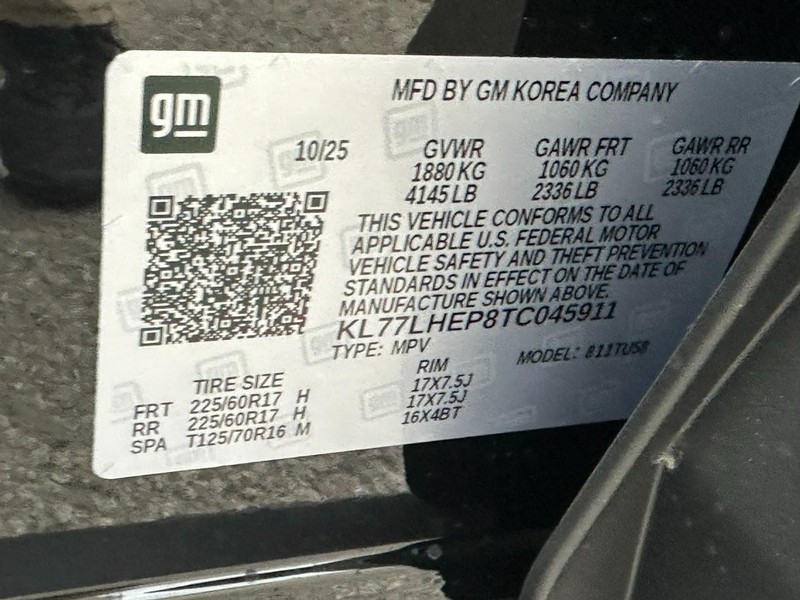 gm
MFD BY GM KOREA COMPANY
10/25 GVWR GAWR FRT GAWR RR
1880 KG 1060 KG 1060 KG
4145 LB 2336 LB 2336 LB
THIS VEHICLE CONFORMS TO ALL
APPLICABLE U.S. FEDERAL MOTOR
VEHICLE SAFETY AND THEFT PREVENTION
STANDARDS IN EFFECT ON THE DATE OF
MANUFACTURE SHOWN ABOVE.
KL77LHEP8TC045911
TYPE: MPV MODEL: 811TU58
TIRE SIZE RIM
FRT 225/60R17 H 17X7.5J
RR 225/60R17 H 17X7.5J
SPA T125/70R16 M 16X4BT